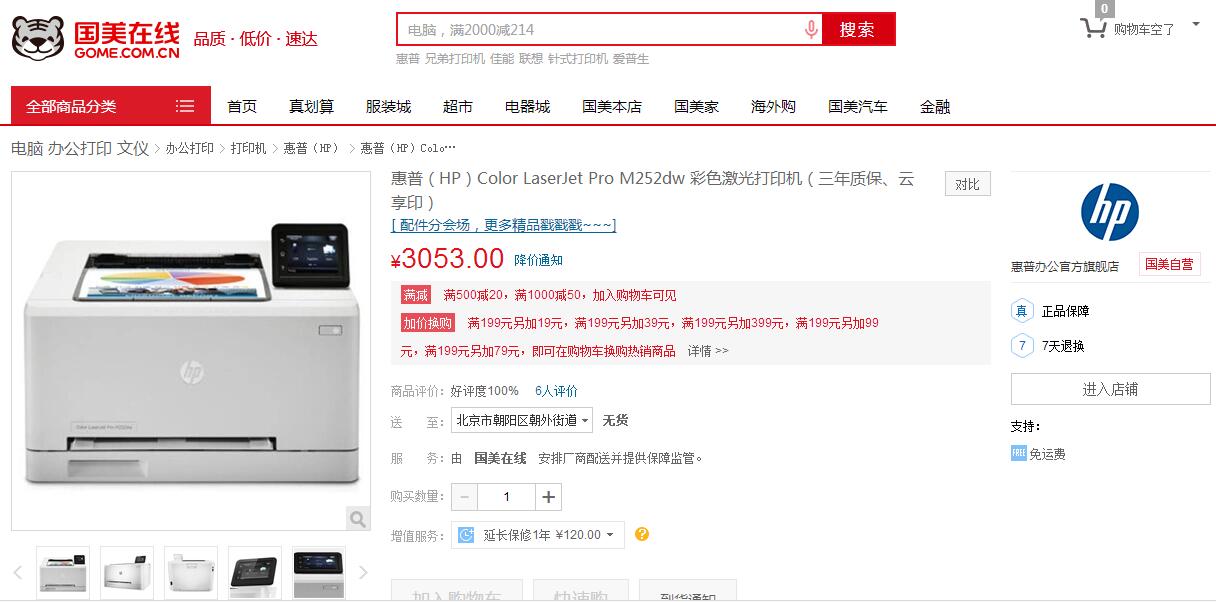 国美在线
GOME.COM.CN
品质 · 低价 · 速达
电脑，满2000减214
搜索
0
购物车空了
惠普 兄弟打印机 佳能 联想 针式打印机 爱普生
全部商品分类
首页 真划算 服装城 超市 电器城 国美本店 国美家 海外购 国美汽车 金融
电脑 办公打印 文仪 > 办公打印 > 打印机 > 惠普（HP） > 惠普（HP）Colo…
惠普（HP）Color LaserJet Pro M252dw 彩色激光打印机（三年质保、云
享印）
对比
[ 配件分会场，更多精品戳戳戳~~~]
¥3053.00 降价通知
满减 满500减20，满1000减50，加入购物车可见
加价换购 满199元另加19元，满199元另加39元，满199元另加399元，满199元另加99
元，满199元另加79元，即可在购物车换购热销商品 详情 >>
商品评价： 好评度100% 6人评价
送 至： 北京市朝阳区朝外街道 无货
服 务： 由 国美在线 安排厂商配送并提供保障监管。
购买数量： − 1 +
增值服务： 延长保修1年 ¥120.00 ?
加入购物车 快速购 到货通知
hp
Color LaserJet Pro M252dw
hp
惠普办公官方旗舰店 国美自营
真 正品保障
7 7天退换
进入店铺
支持：
FREE 免运费